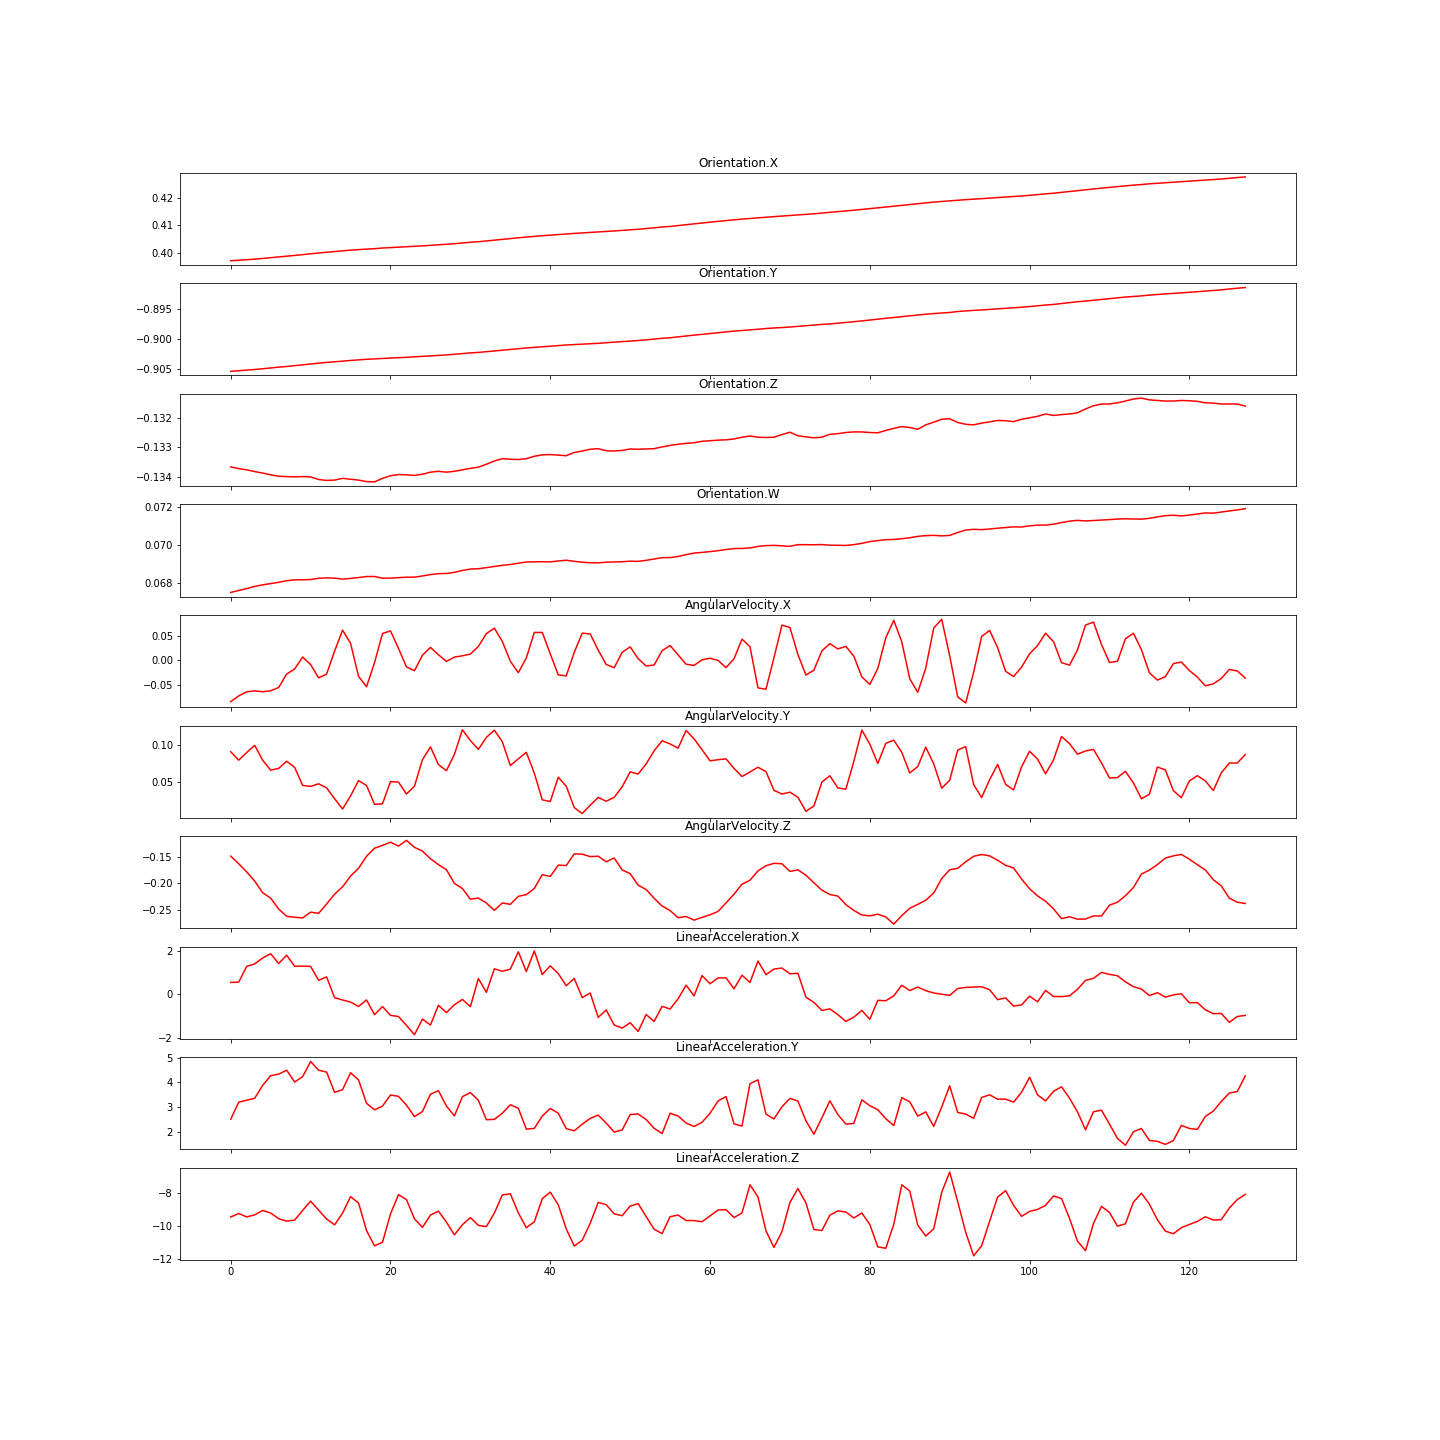 Orientation.X
0.42
0.41
0.40
Orientation.Y
−0.895
−0.900
−0.905
Orientation.Z
−0.132
−0.133
−0.134
Orientation.W
0.072
0.070
0.068
AngularVelocity.X
0.05
0.00
−0.05
AngularVelocity.Y
0.10
0.05
AngularVelocity.Z
−0.15
−0.20
−0.25
LinearAcceleration.X
2
0
−2
LinearAcceleration.Y
5
4
3
2
LinearAcceleration.Z
−8
−10
−12
0 20 40 60 80 100 120